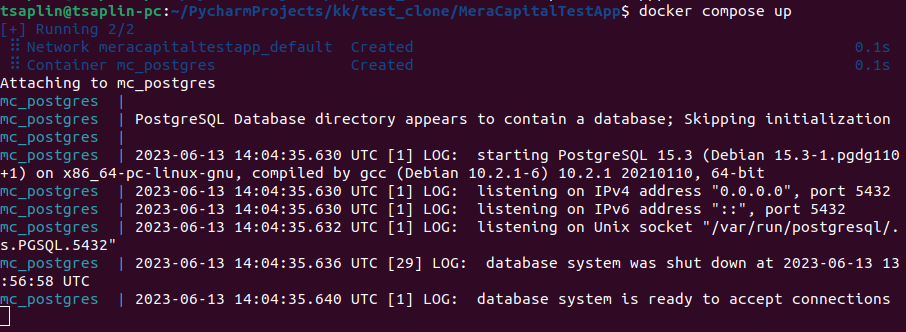 tsaplin@tsaplin-pc:~/PycharmProjects/kk/test_clone/MeraCapitalTestApp$ docker compose up
[+] Running 2/2
⠿ Network meracapitaltestapp_default  Created  0.1s
⠿ Container mc_postgres  Created  0.1s
Attaching to mc_postgres
mc_postgres  |
mc_postgres  | PostgreSQL Database directory appears to contain a database; Skipping initialization
mc_postgres  |
mc_postgres  | 2023-06-13 14:04:35.630 UTC [1] LOG:  starting PostgreSQL 15.3 (Debian 15.3-1.pgdg110
+1) on x86_64-pc-linux-gnu, compiled by gcc (Debian 10.2.1-6) 10.2.1 20210110, 64-bit
mc_postgres  | 2023-06-13 14:04:35.630 UTC [1] LOG:  listening on IPv4 address "0.0.0.0", port 5432
mc_postgres  | 2023-06-13 14:04:35.630 UTC [1] LOG:  listening on IPv6 address "::", port 5432
mc_postgres  | 2023-06-13 14:04:35.632 UTC [1] LOG:  listening on Unix socket "/var/run/postgresql/.
s.PGSQL.5432"
mc_postgres  | 2023-06-13 14:04:35.636 UTC [29] LOG:  database system was shut down at 2023-06-13 13
:56:58 UTC
mc_postgres  | 2023-06-13 14:04:35.640 UTC [1] LOG:  database system is ready to accept connections